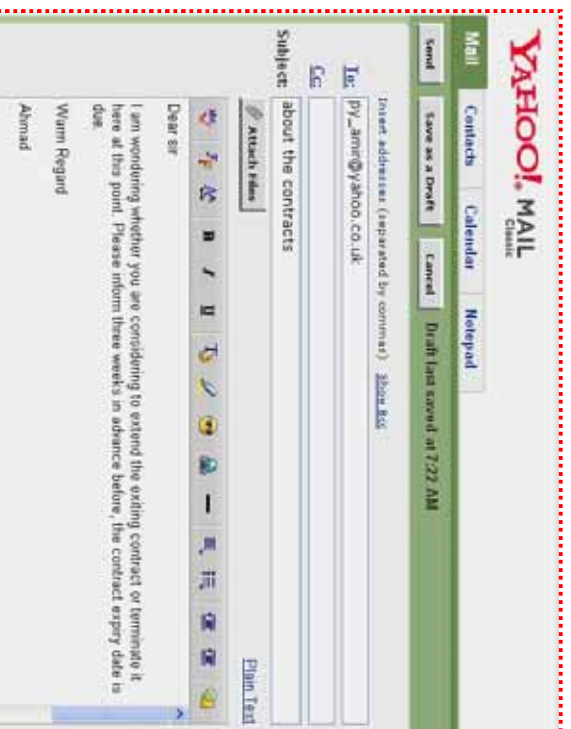 YAHOO!. MAIL
Classic
Mail Contacts Calendar Notepad
Send Save as a Draft Cancel Draft last saved at 7:22 AM
Insert addresses (separated by commas) Show Bcc
To: py_amir@yahoo.co.uk
Cc:
Subject: about the contracts
Attach Files
Plain Text
B I U
Dear sir
I am wondering whether you are considering to extend the exiting contract or terminate it
here at this point. Please inform three weeks in advance before, the contract expiry date is
due.
Warm Regard
Ahmad